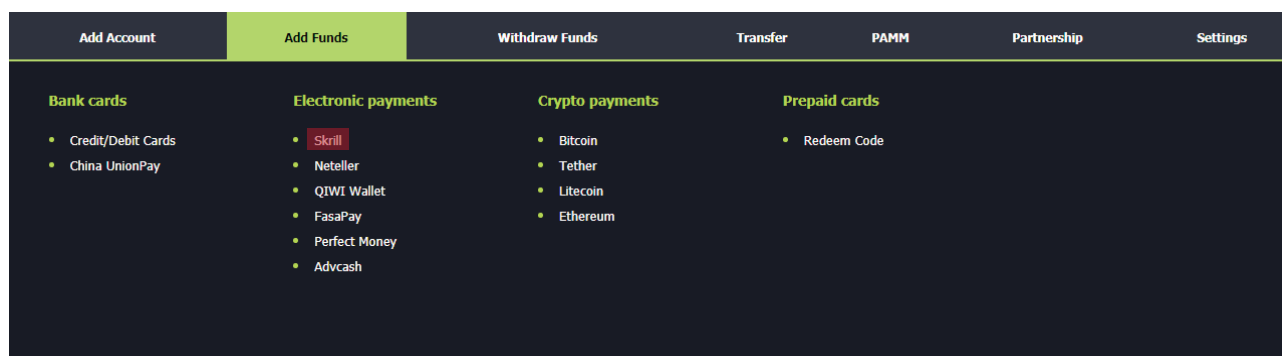 Add Account
Add Funds
Withdraw Funds
Transfer
PAMM
Partnership
Settings
Bank cards
Credit/Debit Cards
China UnionPay
Electronic payments
Skrill
Neteller
QIWI Wallet
FasaPay
Perfect Money
Advcash
Crypto payments
Bitcoin
Tether
Litecoin
Ethereum
Prepaid cards
Redeem Code